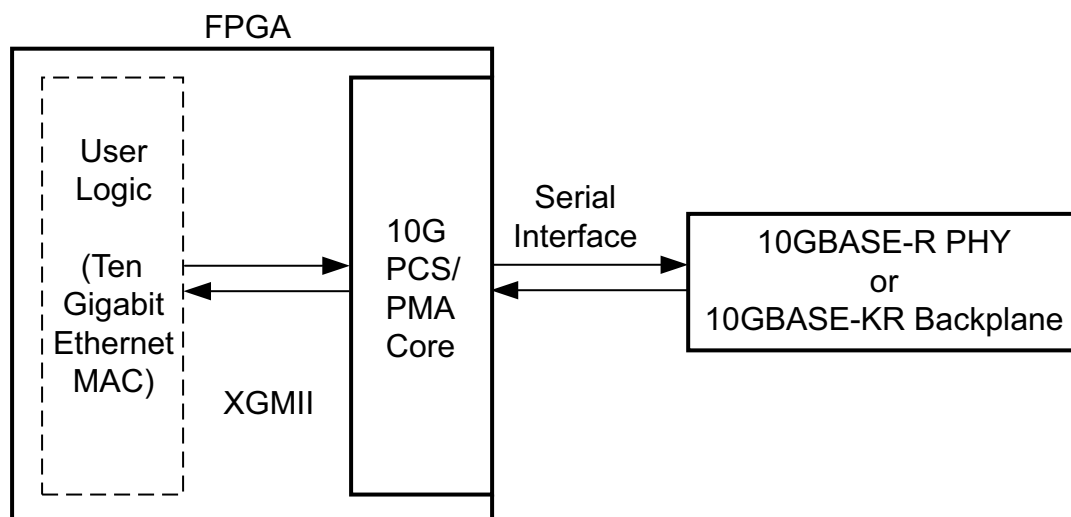 FPGA
User
Logic
(Ten
Gigabit
Ethernet
MAC)
XGMII
10G
PCS/
PMA
Core
Serial
Interface
10GBASE-R PHY
or
10GBASE-KR Backplane